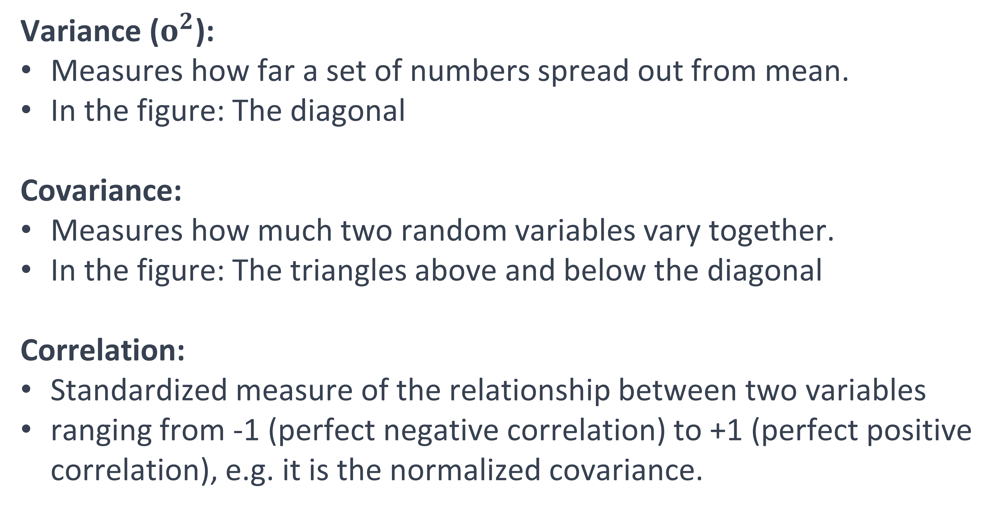 Variance (o²):
• Measures how far a set of numbers spread out from mean.
• In the figure: The diagonal
Covariance:
• Measures how much two random variables vary together.
• In the figure: The triangles above and below the diagonal
Correlation:
• Standardized measure of the relationship between two variables
• ranging from -1 (perfect negative correlation) to +1 (perfect positive
correlation), e.g. it is the normalized covariance.